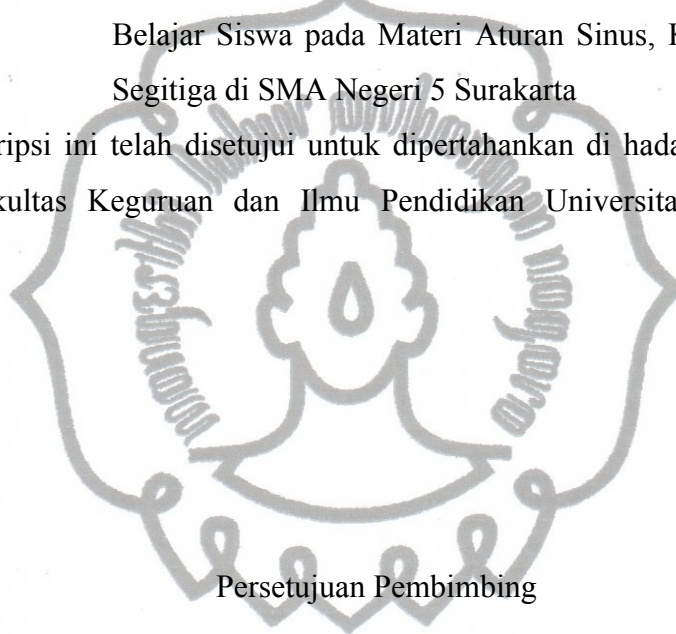 Belajar Siswa pada Materi Aturan Sinus,
Segitiga di SMA Negeri 5 Surakarta
ripsi ini telah disetujui untuk dipertahankan di hada
kultas Keguruan dan Ilmu Pendidikan Universita
Persetujuan Pembimbing